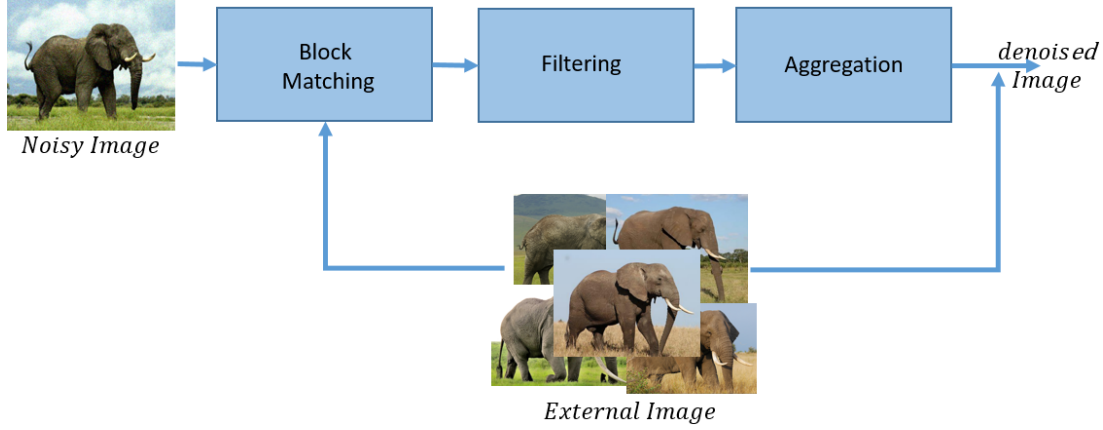 Block
Matching
Filtering
Aggregation
denoised
Image
Noisy Image
External Image